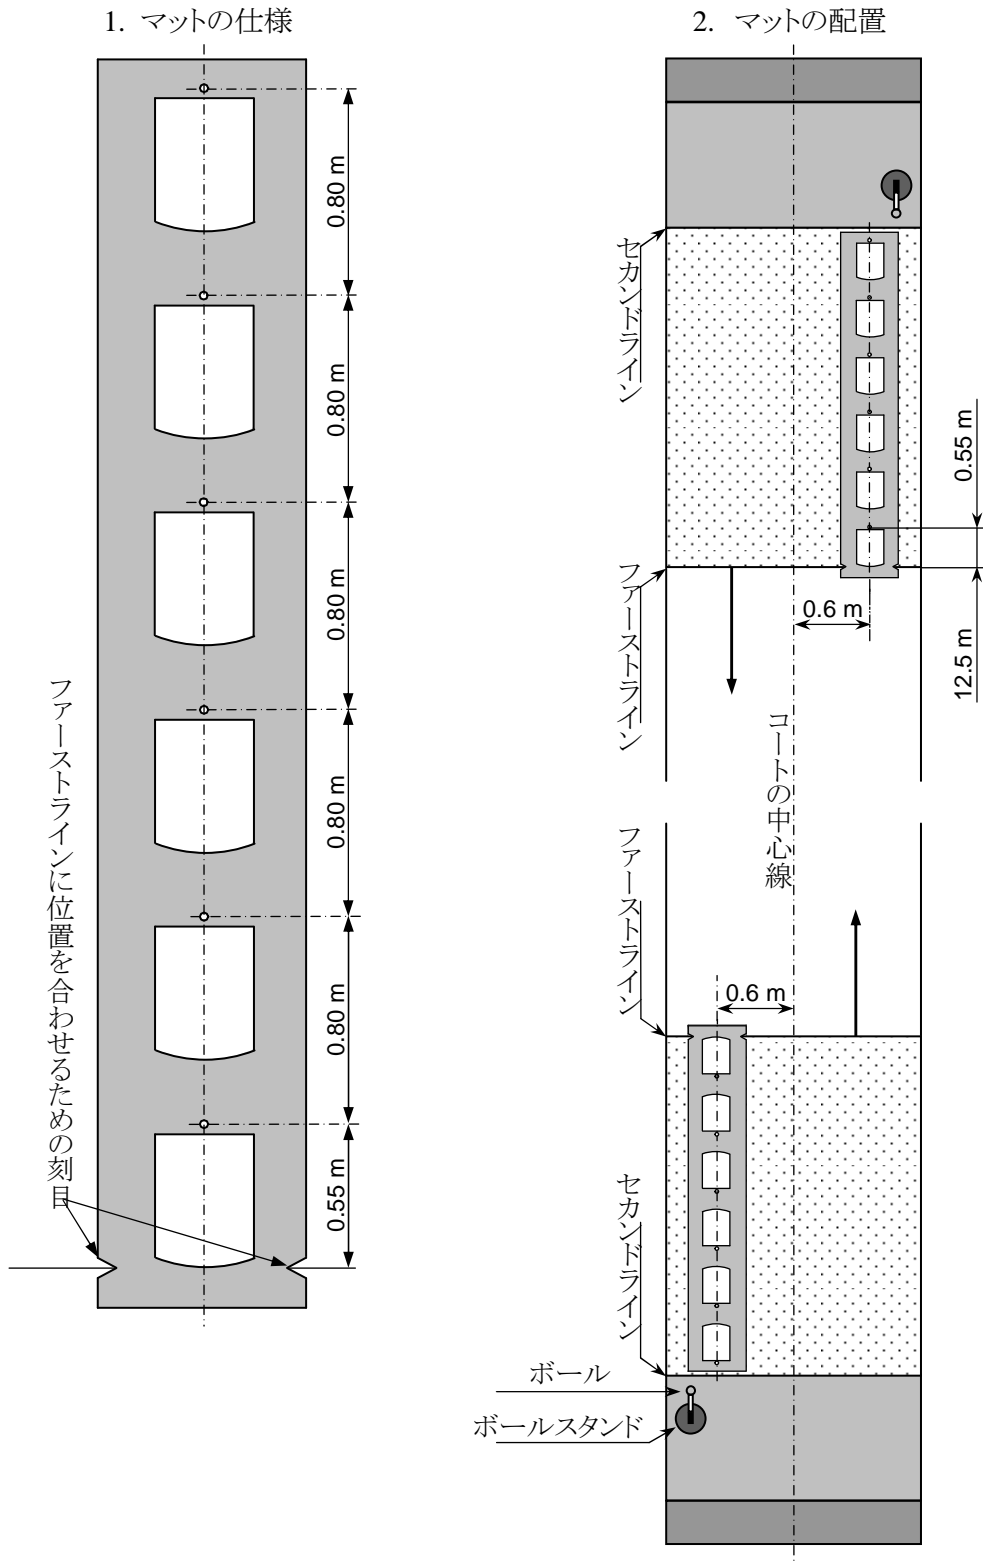 1. マットの仕様
0.80 m
0.80 m
0.80 m
0.80 m
0.80 m
0.55 m
ファーストラインに位置を合わせるための刻目
2. マットの配置
セカンドライン
0.55 m
ファーストライン
0.6 m
12.5 m
コートの中心線
ファーストライン
0.6 m
セカンドライン
ボール
ボールスタンド